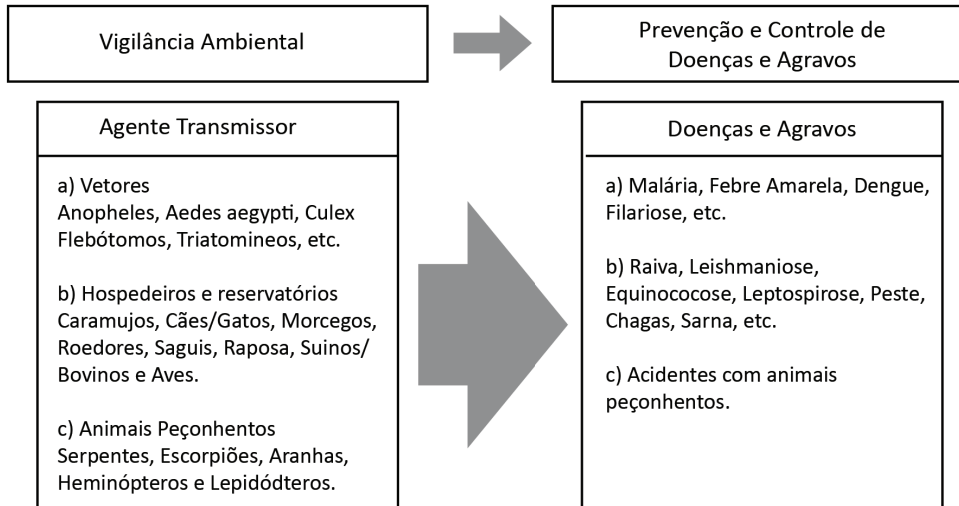 Vigilância Ambiental
Prevenção e Controle de
Doenças e Agravos
Agente Transmissor
a) Vetores
Anopheles, Aedes aegypti, Culex
Flebótomos, Triatomineos, etc.
b) Hospedeiros e reservatórios
Caramujos, Cães/Gatos, Morcegos,
Roedores, Saguis, Raposa, Suinos/
Bovinos e Aves.
c) Animais Peçonhentos
Serpentes, Escorpiões, Aranhas,
Heminópteros e Lepidódteros.
Doenças e Agravos
a) Malária, Febre Amarela, Dengue,
Filariose, etc.
b) Raiva, Leishmaniose,
Equinococose, Leptospirose, Peste,
Chagas, Sarna, etc.
c) Acidentes com animais
peçonhentos.